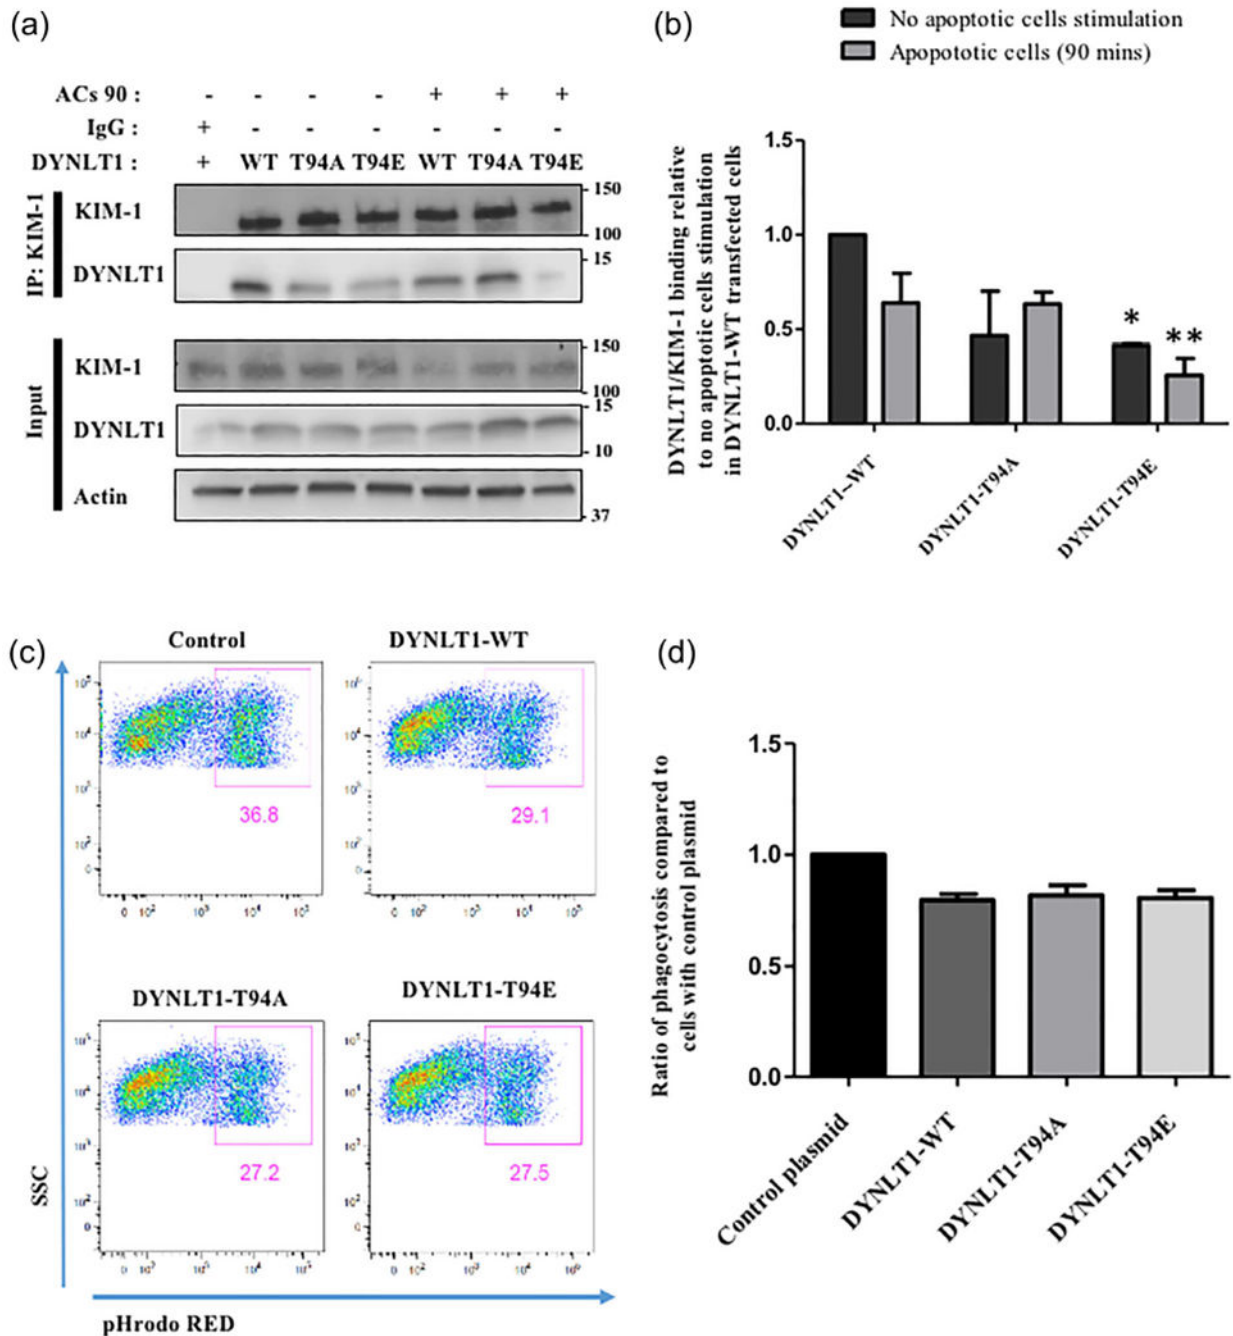 (a)
ACs 90 : - - - - + + +
IgG : + - - - - - -
DYNLT1 : + WT T94A T94E WT T94A T94E
IP: KIM-1
KIM-1
150
100
DYNLT1
15
Input
KIM-1
150
100
DYNLT1
15
10
Actin
37
(b)
No apoptotic cells stimulation
Apopototic cells (90 mins)
DYNLT1/KIM-1 binding relative
to no apoptotic cells stimulation
in DYNLT1-WT transfected cells
1.5
1.0
0.5
0.0
*
**
DYNLT1-WT
DYNLT1-T94A
DYNLT1-T94E
(c)
Control
DYNLT1-WT
36.8
29.1
DYNLT1-T94A
DYNLT1-T94E
27.2
27.5
SSC
pHrodo RED
(d)
Ratio of phagocytosis compared to
cells with control plasmid
1.5
1.0
0.5
0.0
Control plasmid
DYNLT1-WT
DYNLT1-T94A
DYNLT1-T94E